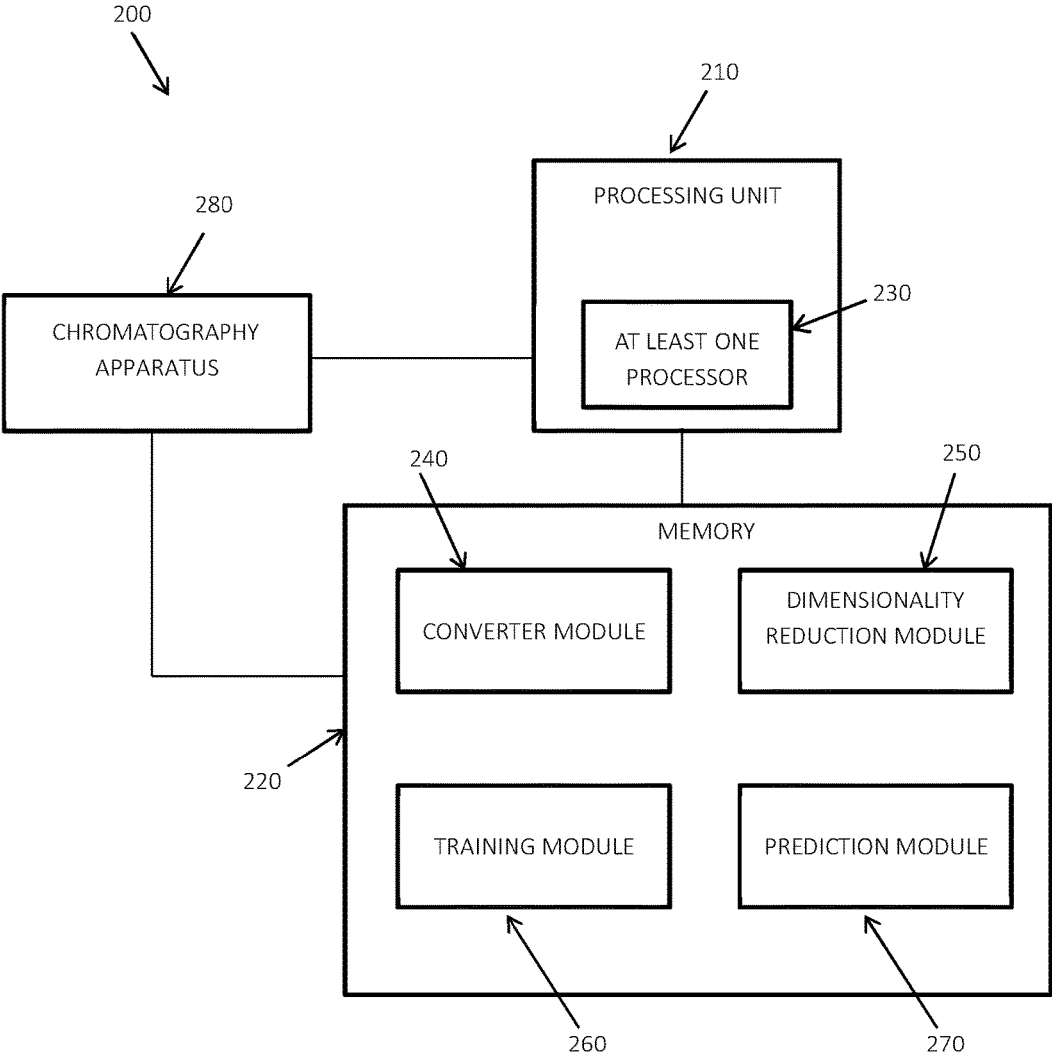 200
210
PROCESSING UNIT
280
230
CHROMATOGRAPHY
APPARATUS
AT LEAST ONE
PROCESSOR
240
250
MEMORY
CONVERTER MODULE
DIMENSIONALITY
REDUCTION MODULE
220
TRAINING MODULE
PREDICTION MODULE
260
270